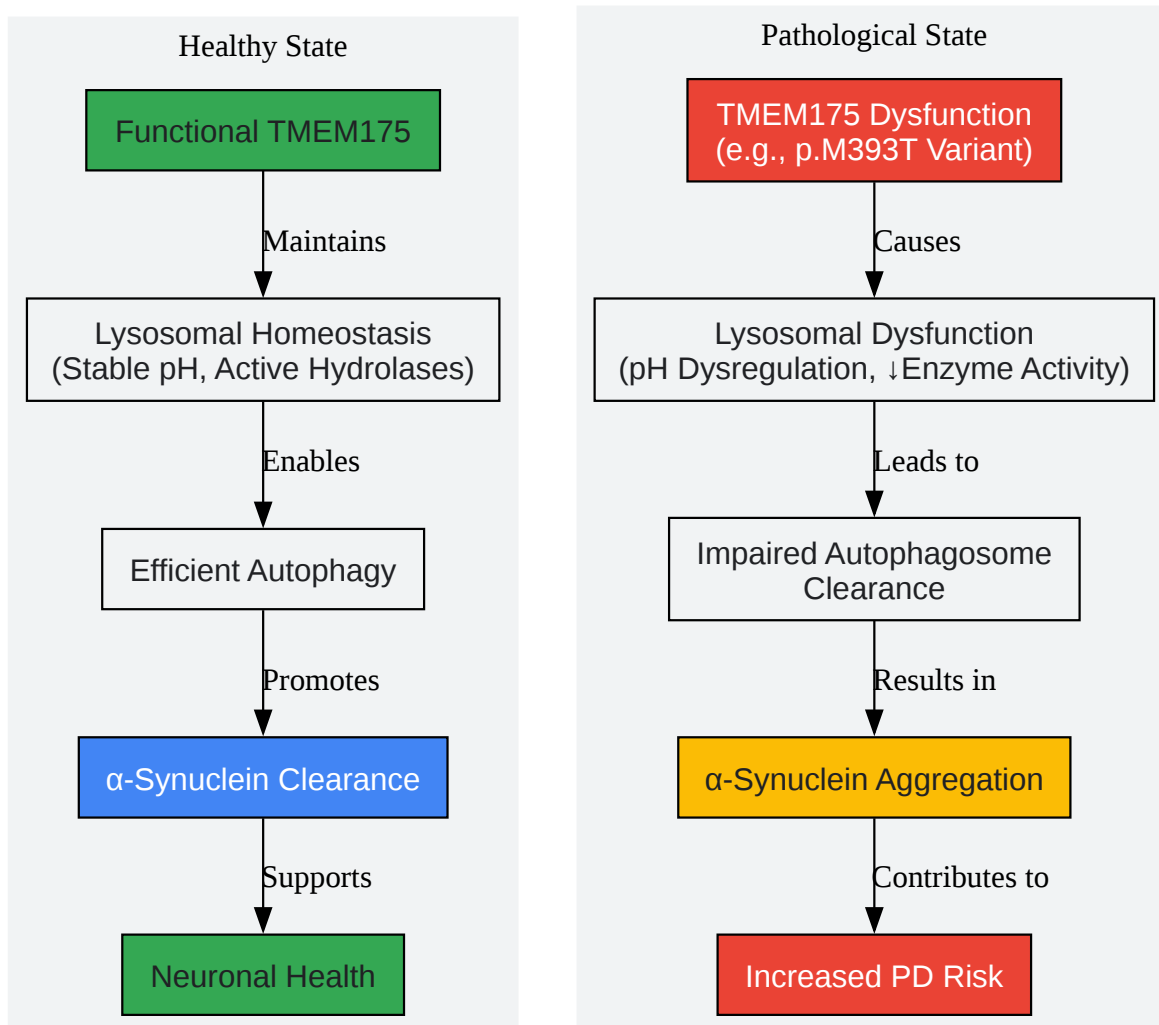 Healthy State
Functional TMEM175
Maintains
Lysosomal Homeostasis
(Stable pH, Active Hydrolases)
Enables
Efficient Autophagy
Promotes
α-Synuclein Clearance
Supports
Neuronal Health
Pathological State
TMEM175 Dysfunction
(e.g., p.M393T Variant)
Causes
Lysosomal Dysfunction
(pH Dysregulation, ↓Enzyme Activity)
Leads to
Impaired Autophagosome
Clearance
Results in
α-Synuclein Aggregation
Contributes to
Increased PD Risk